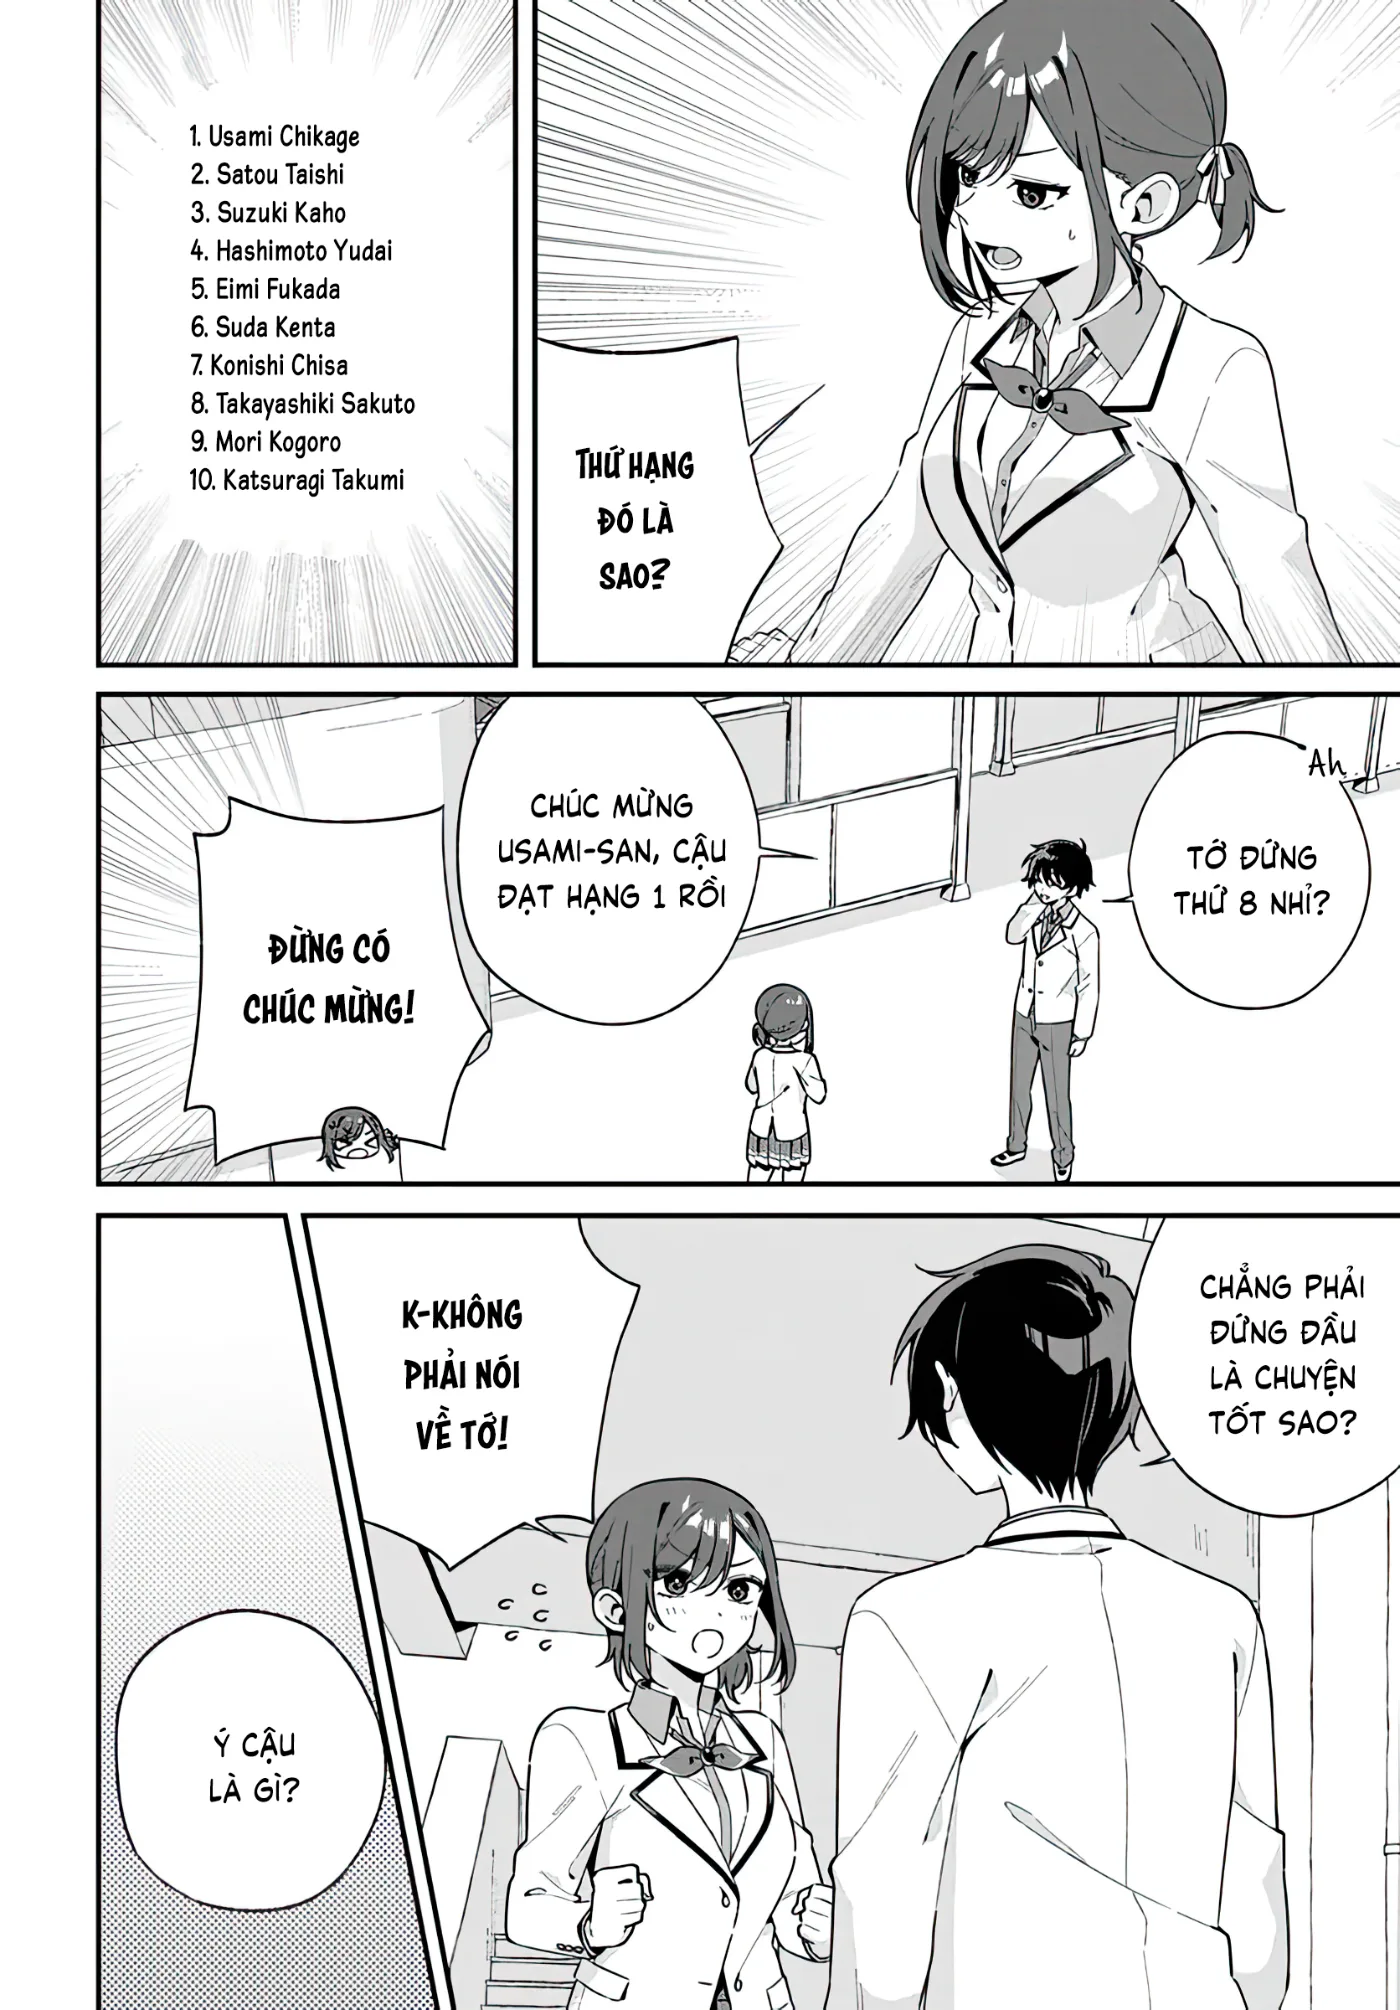 THỨ HẠNG
ĐÓ LÀ
SAO?
1. Usami Chikage
2. Satou Taishi
3. Suzuki Kaho
4. Hashimoto Yudai
5. Eimi Fukada
6. Suda Kenta
7. Konishi Chisa
8. Takayashiki Sakuto
9. Mori Kogoro
10. Katsuragi Takumi
Ah
TỚ ĐỨNG
THỨ 8 NHỈ?
CHÚC MỪNG
USAMI-SAN, CẬU
ĐẠT HẠNG 1 RỒI
ĐỪNG CÓ
CHÚC MỪNG!
CHẲNG PHẢI
ĐỨNG ĐẦU
LÀ CHUYỆN
TỐT SAO?
K-KHÔNG
PHẢI NÓI
VỀ TỚ!
Ý CẬU
LÀ GÌ?